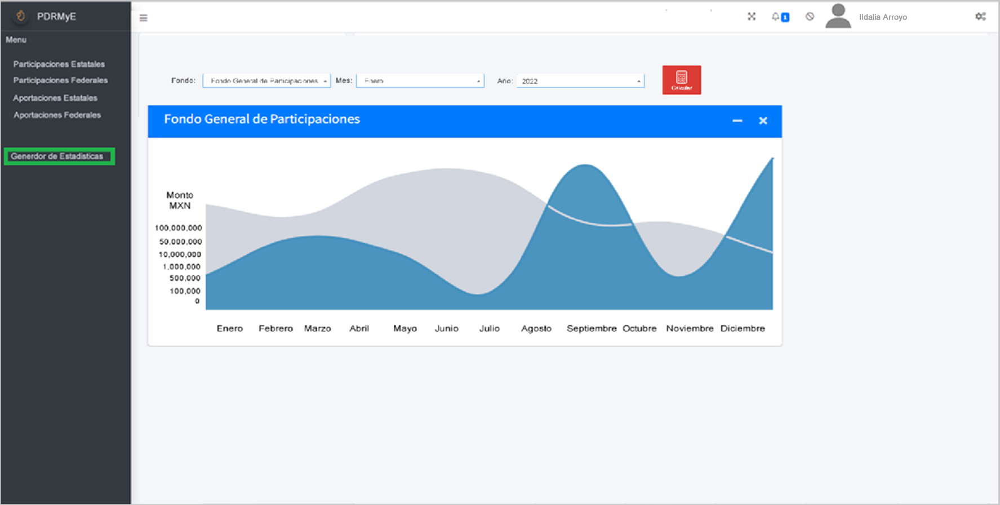 PDRMyE
1
IIdalia Arroyo
Menu
Participaciones Estatales
Participaciones Federales
Aportaciones Estatales
Aportaciones Federales
Generdor de Estadísticas
Fondo: Fondo General de Participaciones Mes: Enero Año: 2022
Calcular
Fondo General de Participaciones
Monto
MXN
100,000,000
50,000,000
10,000,000
1,000,000
500,000
100,000
0
Enero Febrero Marzo Abril Mayo Junio Julio Agosto Septiembre Octubre Noviembre Diciembre